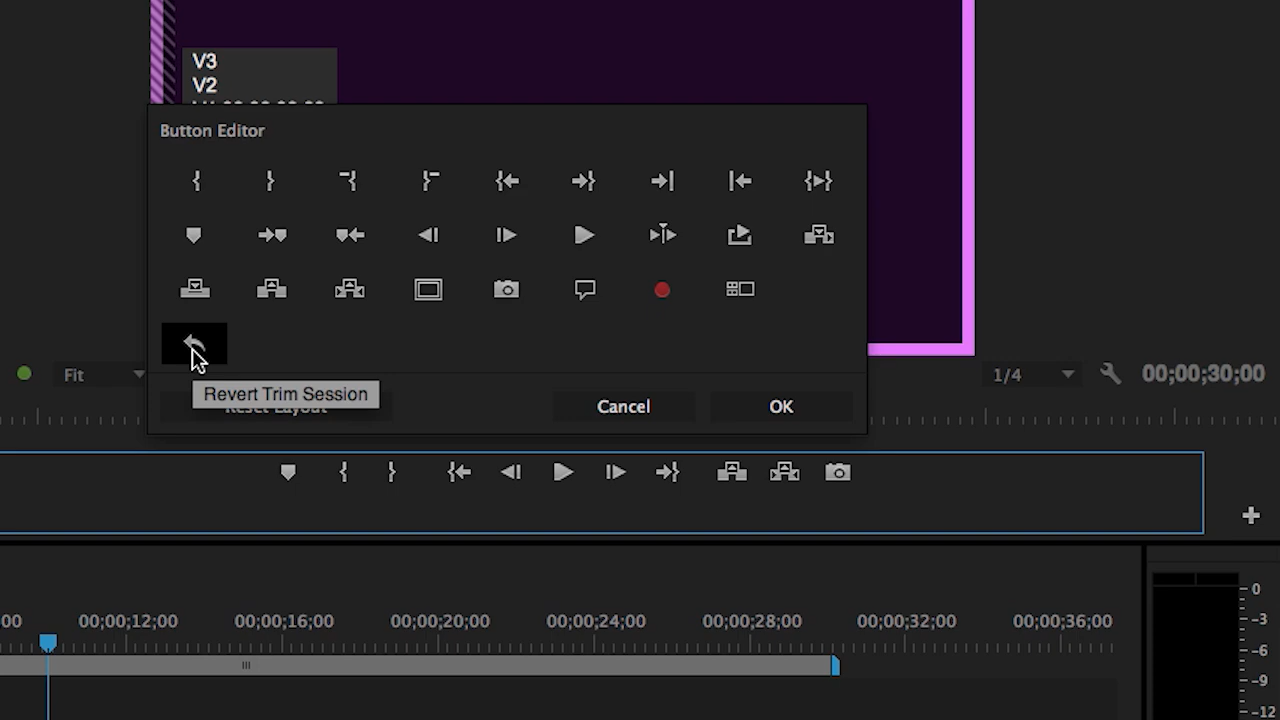 V3
V2
Button Editor
Fit
1/4
00;00;30;00
Revert Trim Session
Reset Layout
Cancel
OK
00;00;12;00
00;00;16;00
00;00;20;00
00;00;24;00
00;00;28;00
00;00;32;00
00;00;36;00
0
-3
-6
-9
-12